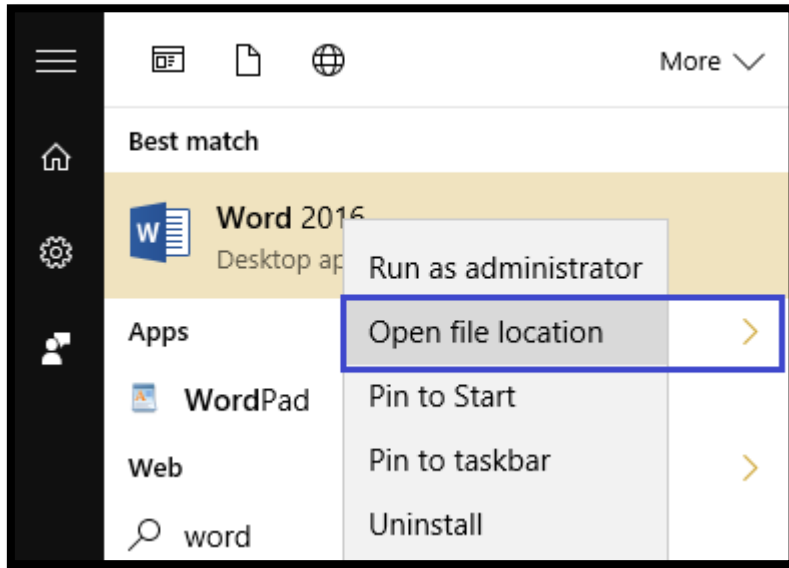 More
Best match
Word 2016
Desktop ap
Run as administrator
Apps
Open file location
WordPad
Pin to Start
Web
Pin to taskbar
word
Uninstall